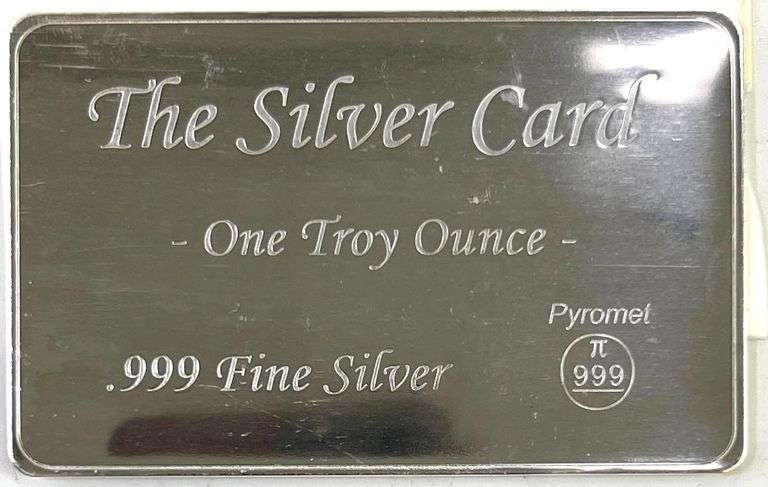 The Silver Card
- One Troy Ounce -
Pyromet
.999 Fine Silver
π
999